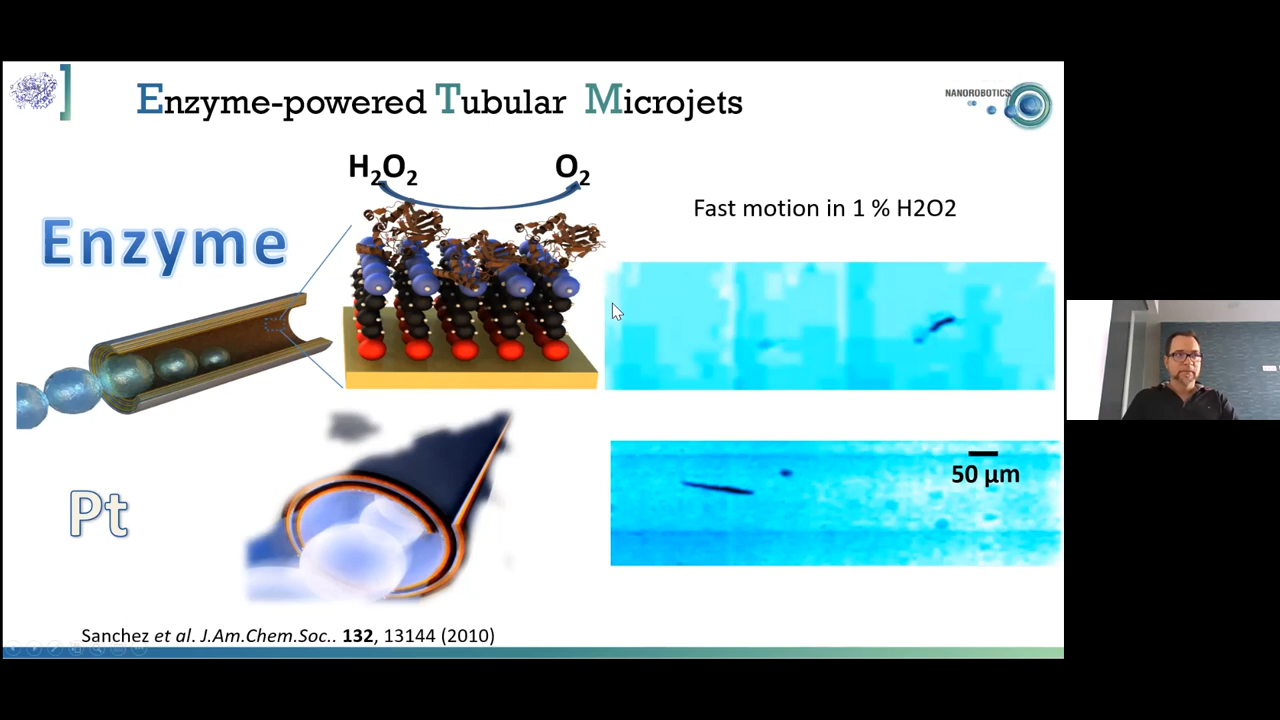 Enzyme-powered Tubular Microjets
NANOROBOTICS
H₂O₂ O₂
Fast motion in 1 % H2O2
Enzyme
50 µm
Pt
Sanchez et al. J.Am.Chem.Soc.. 132, 13144 (2010)